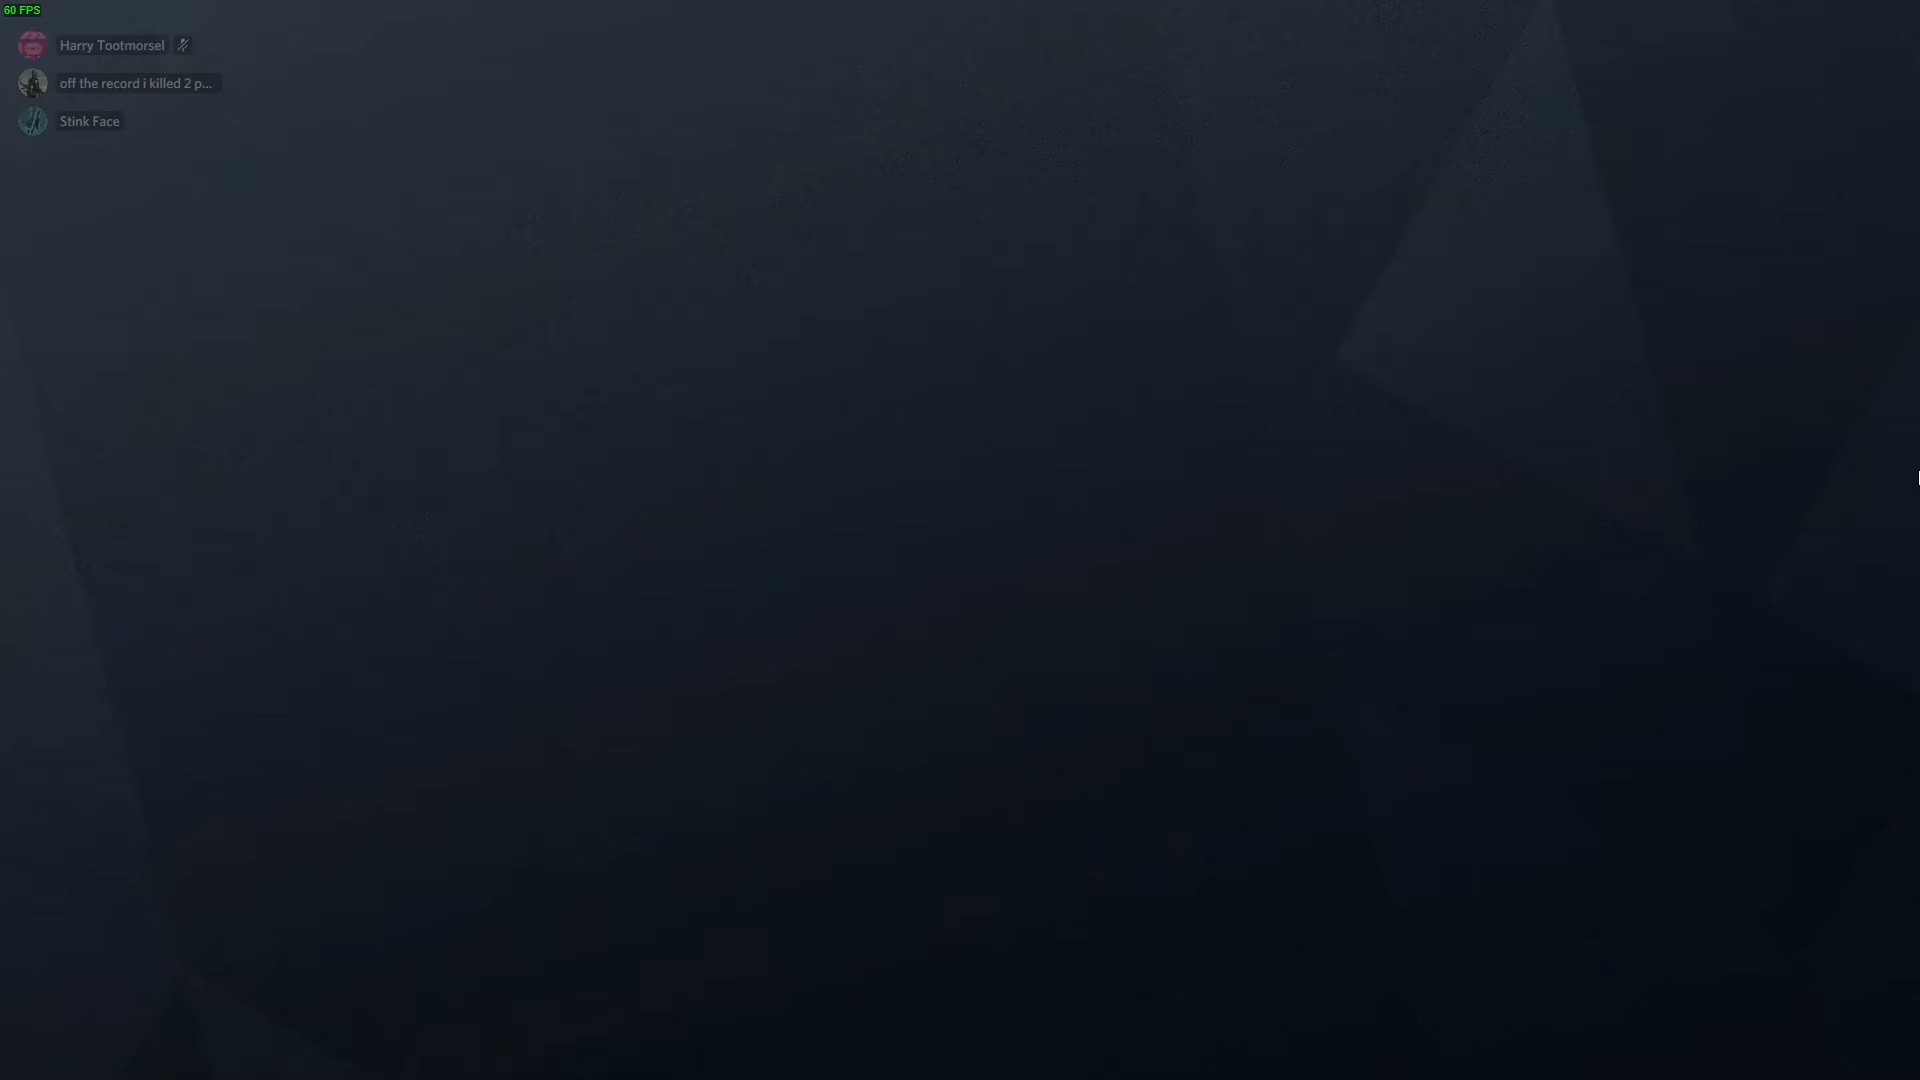 60 FPS
Harry Tootmorsel
off the record i killed 2 p...
Stink Face